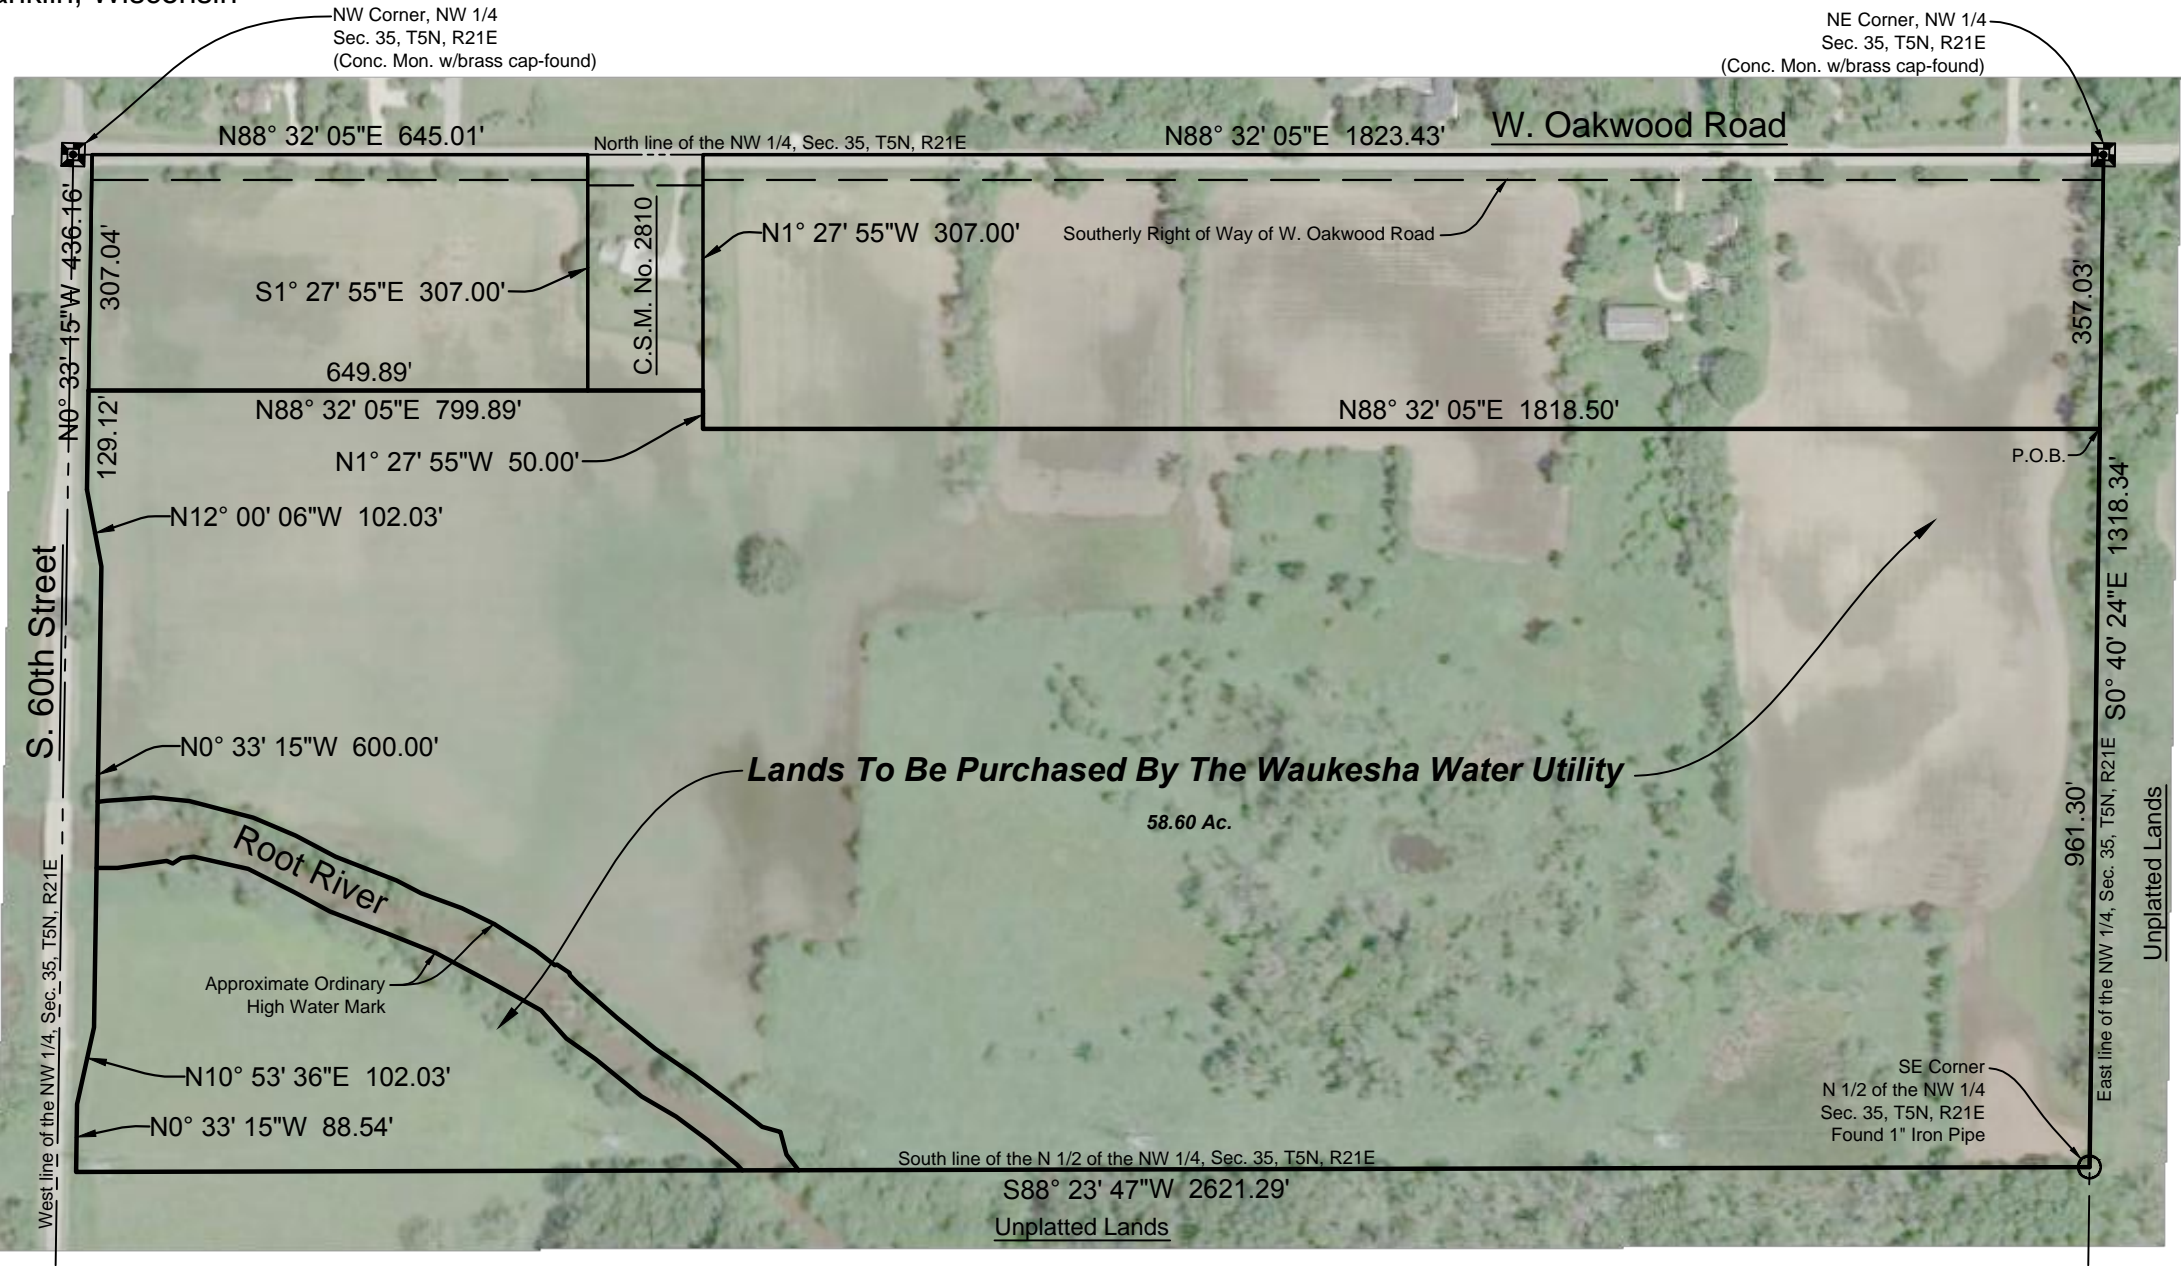 NW Corner, NW 1/4
Sec. 35, T5N, R21E
(Conc. Mon. w/brass cap-found)
NE Corner, NW 1/4
Sec. 35, T5N, R21E
(Conc. Mon. w/brass cap-found)
N88° 32' 05"E 645.01'
North line of the NW 1/4, Sec. 35, T5N, R21E
N88° 32' 05"E 1823.43'
W. Oakwood Road
N0° 33' 15"W 436.16'
307.04'
S1° 27' 55"E 307.00'
C.S.M. No. 2810
N1° 27' 55"W 307.00'
Southerly Right of Way of W. Oakwood Road
357.03'
649.89'
N88° 32' 05"E 799.89'
129.12'
N1° 27' 55"W 50.00'
N88° 32' 05"E 1818.50'
P.O.B.
N12° 00' 06"W 102.03'
S. 60th Street
S0° 40' 24"E 1318.34'
N0° 33' 15"W 600.00'
Lands To Be Purchased By The Waukesha Water Utility
58.60 Ac.
961.30'
East line of the NW 1/4, Sec. 35, T5N, R21E
Unplatted Lands
Root River
Approximate Ordinary
High Water Mark
West line of the NW 1/4, Sec. 35, T5N, R21E
N10° 53' 36"E 102.03'
N0° 33' 15"W 88.54'
SE Corner
N 1/2 of the NW 1/4
Sec. 35, T5N, R21E
Found 1" Iron Pipe
South line of the N 1/2 of the NW 1/4, Sec. 35, T5N, R21E
S88° 23' 47"W 2621.29'
Unplatted Lands